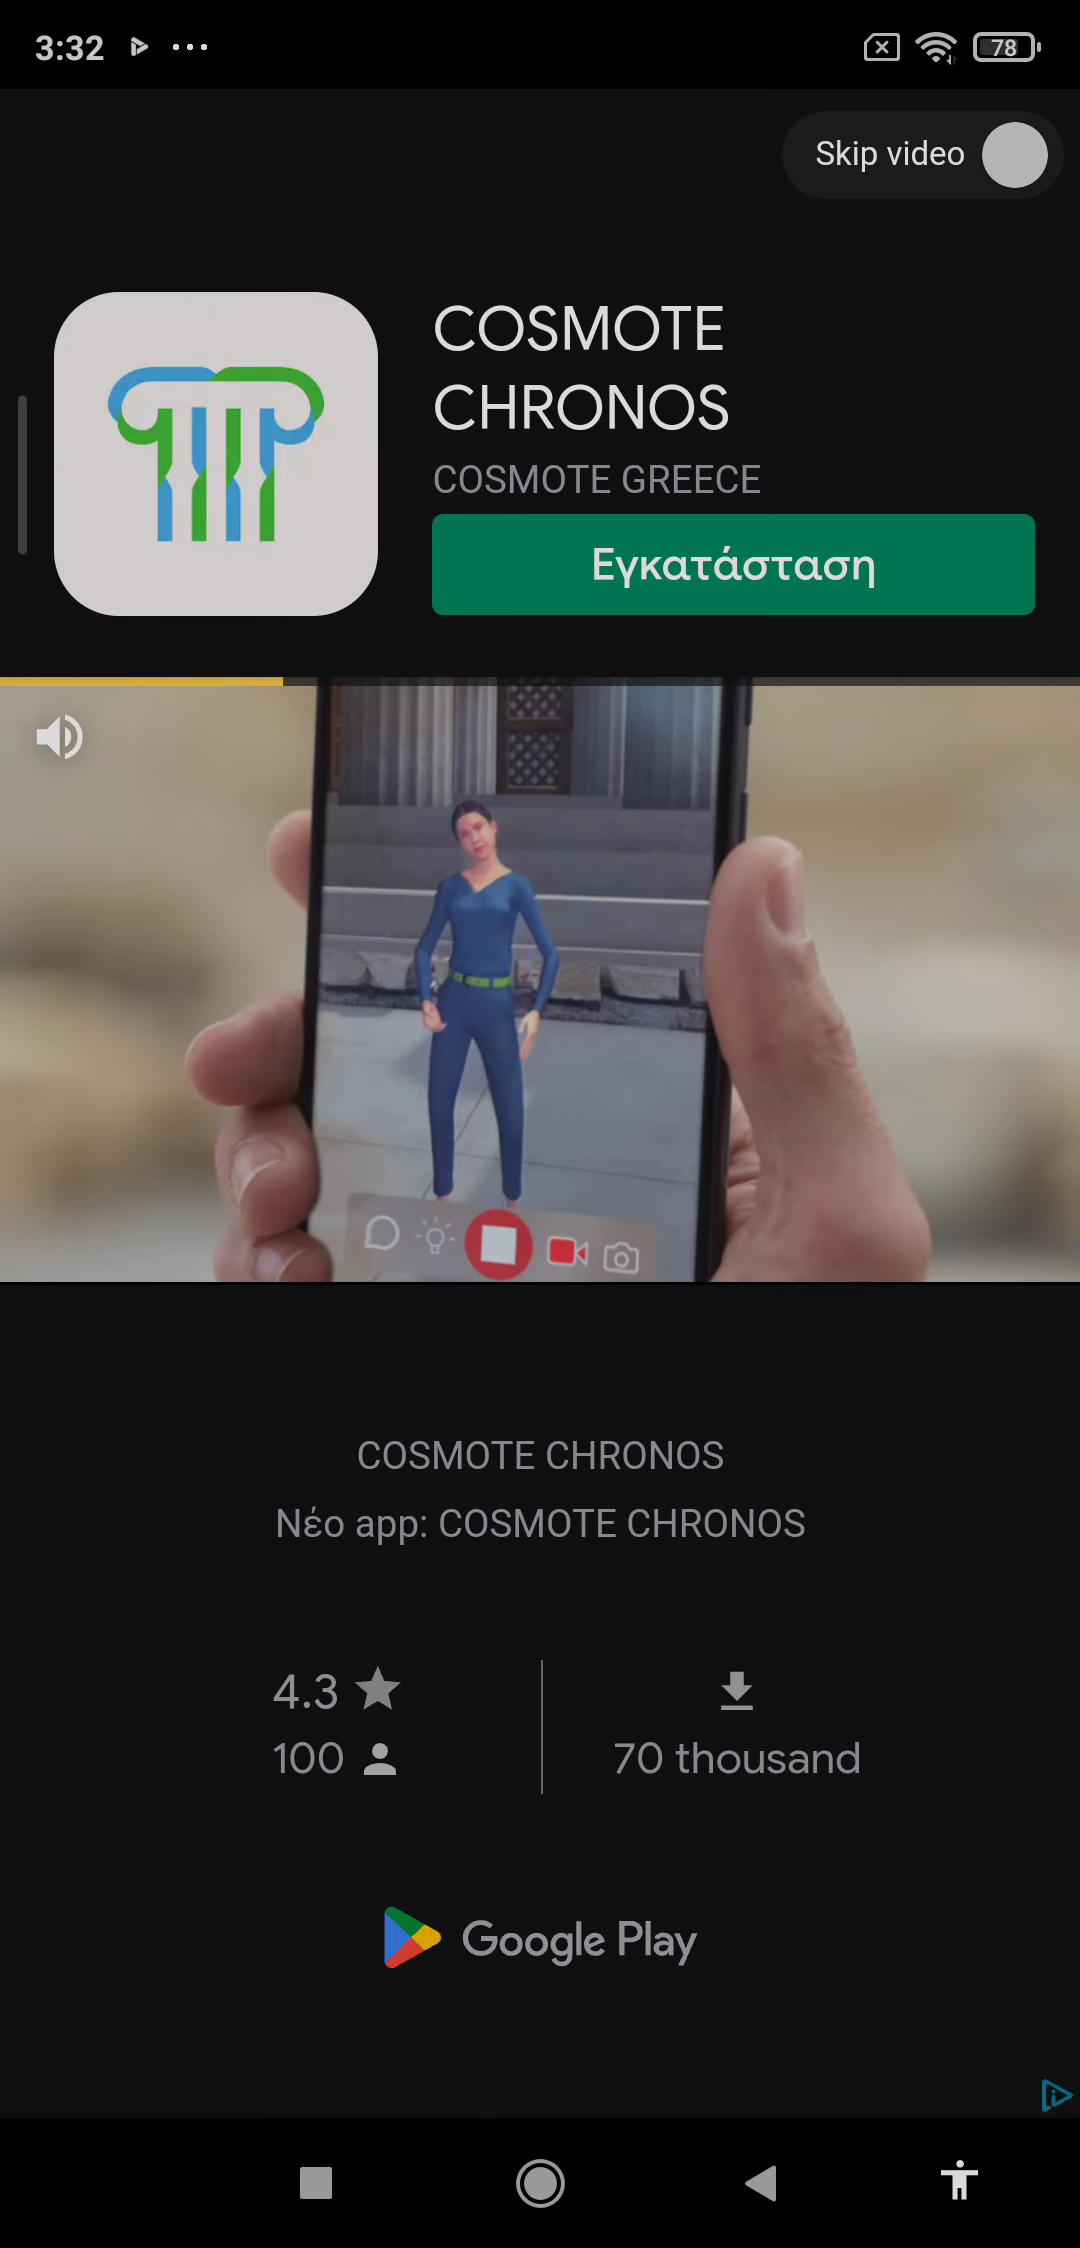 3:32
78
Skip video
COSMOTE
CHRONOS
COSMOTE GREECE
Εγκατάσταση
COSMOTE CHRONOS
Νέο app: COSMOTE CHRONOS
4.3
100
70 thousand
Google Play